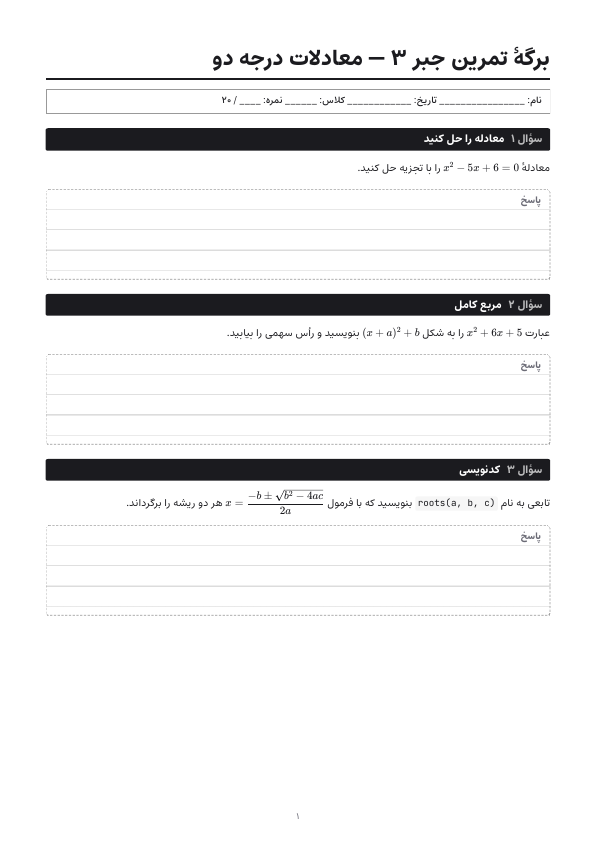 برگهٔ تمرین جبر ۳ — معادلات درجه دو
نام: ________________ تاریخ: ____________ کلاس: ______ نمره: ____ / ۲۰
سؤال ۱ معادله را حل کنید
معادلهٔ x² − 5x + 6 = 0 را با تجزیه حل کنید.
پاسخ
سؤال ۲ مربع کامل
عبارت x² + 6x + 5 را به شکل (x + a)² + b بنویسید و رأس سهمی را بیابید.
پاسخ
سؤال ۳ کدنویسی
تابعی به نام roots(a, b, c) بنویسید که با فرمول x = (−b ± √(b² − 4ac)) / 2a هر دو ریشه را برگرداند.
پاسخ
۱